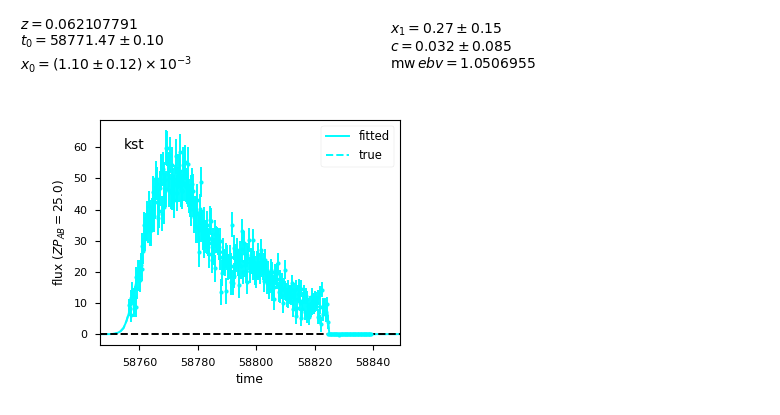 z = 0.062107791
t₀ = 58771.47 ± 0.10
x₀ = (1.10 ± 0.12) × 10⁻³
x₁ = 0.27 ± 0.15
c = 0.032 ± 0.085
mw ebv = 1.0506955
kst
fitted
true
60
50
40
30
20
10
0
flux (ZP_AB = 25.0)
58760 58780 58800 58820 58840
time